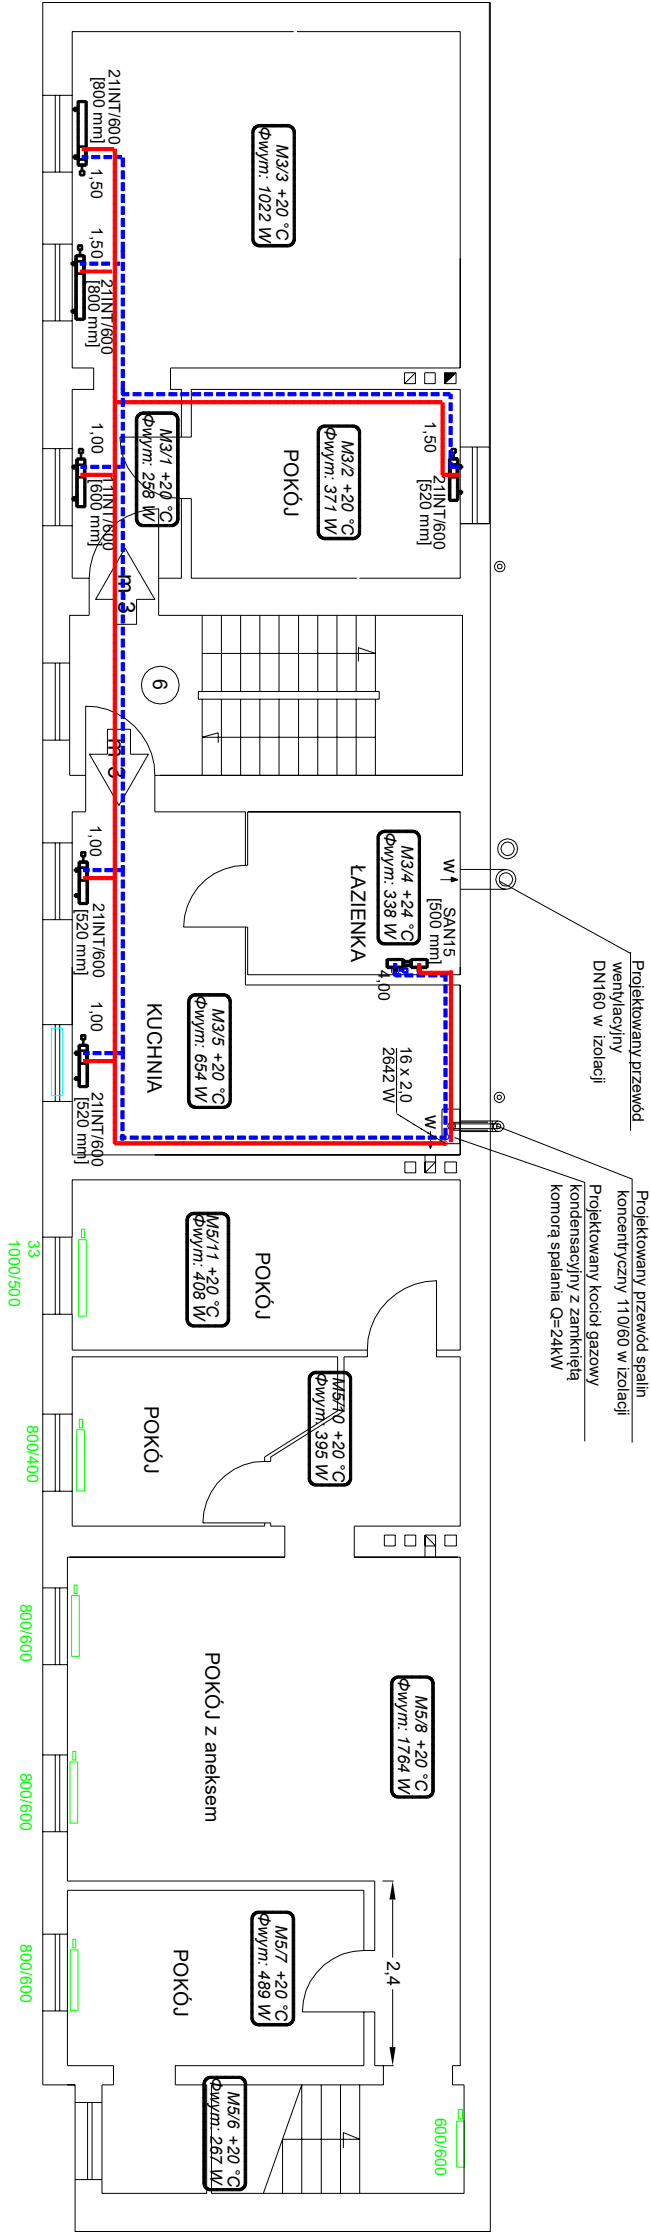 21INT/600
[800 mm]
1,50
M3/3 +20 °C
Φwym: 1022 W
1,50
21INT/600
[800 mm]
1,00
11INT/600
[600 mm]
M3/1 +20 °C
Φwym: 258 W
POKÓJ
M3/2 +20 °C
Φwym: 371 W
1,50
21INT/600
[520 mm]
m 3
6
m 3
1,00
21INT/600
[520 mm]
ŁAZIENKA
M3/4 +24 °C
Φwym: 338 W
SAN15
[500 mm]
4,00
W
Projektowany przewód
wentylacyjny
DN160 w izolacji
1,00
21INT/600
[520 mm]
KUCHNIA
M3/5 +20 °C
Φwym: 654 W
16 x 2,0
2642 W
W
Projektowany przewód spalin
koncentryczny 110/60 w izolacji
Projektowany kocioł gazowy
kondensacyjny z zamkniętą
komorą spalania Q=24kW
33
1000/500
M5/11 +20 °C
Φwym: 408 W
POKÓJ
800/400
POKÓJ
M5/10 +20 °C
Φwym: 395 W
800/600
800/600
POKÓJ z aneksem
M5/8 +20 °C
Φwym: 1764 W
800/600
POKÓJ
M5/7 +20 °C
Φwym: 489 W
2,4
M5/6 +20 °C
Φwym: 267 W
600/600